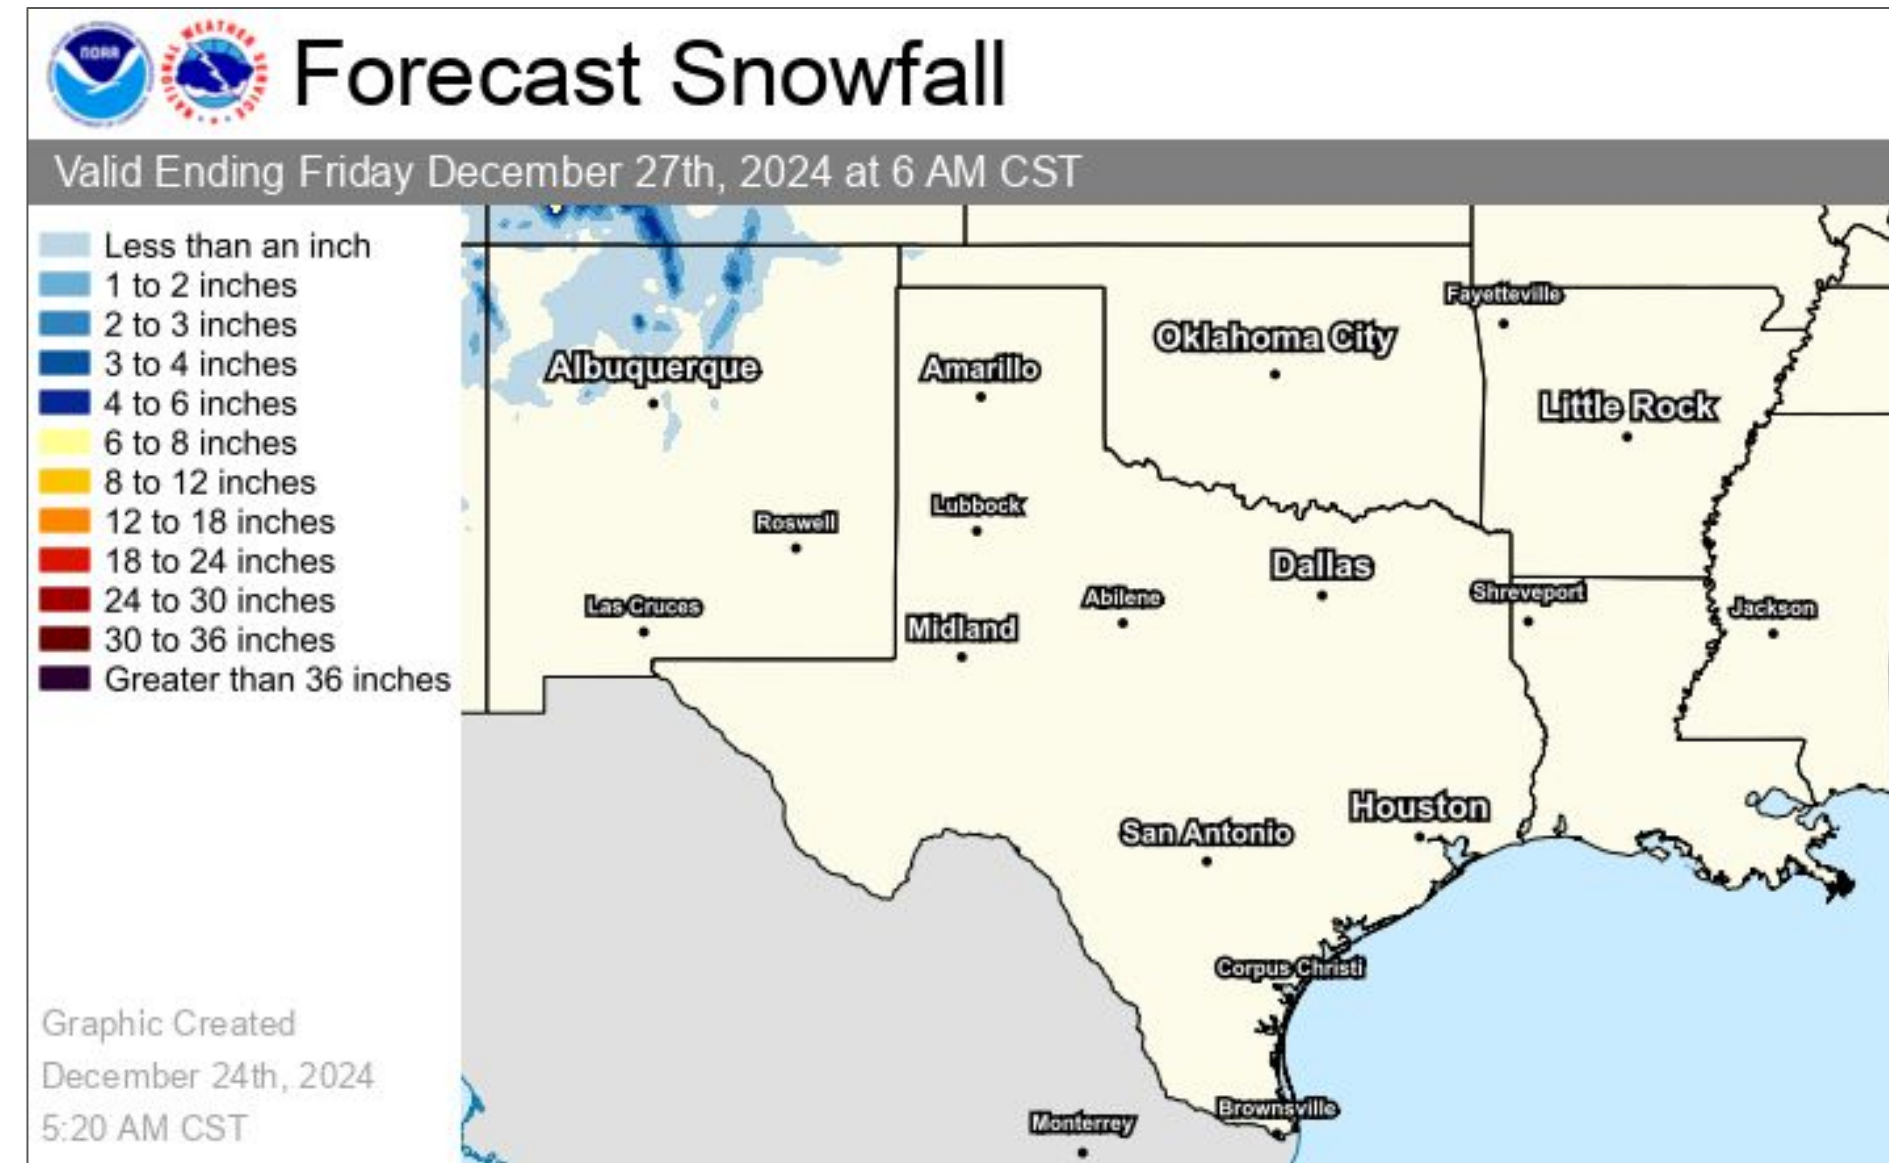 noaa
NATIONAL WEATHER SERVICE
Forecast Snowfall
Valid Ending Friday December 27th, 2024 at 6 AM CST
Less than an inch
1 to 2 inches
2 to 3 inches
3 to 4 inches
4 to 6 inches
6 to 8 inches
8 to 12 inches
12 to 18 inches
18 to 24 inches
24 to 30 inches
30 to 36 inches
Greater than 36 inches
Fayetteville
Oklahoma City
Albuquerque
Amarillo
Little Rock
Lubbock
Roswell
Dallas
Shreveport
Abilene
Las Cruces
Jackson
Midland
Houston
San Antonio
Corpus Christi
Brownsville
Monterrey
Graphic Created
December 24th, 2024
5:20 AM CST